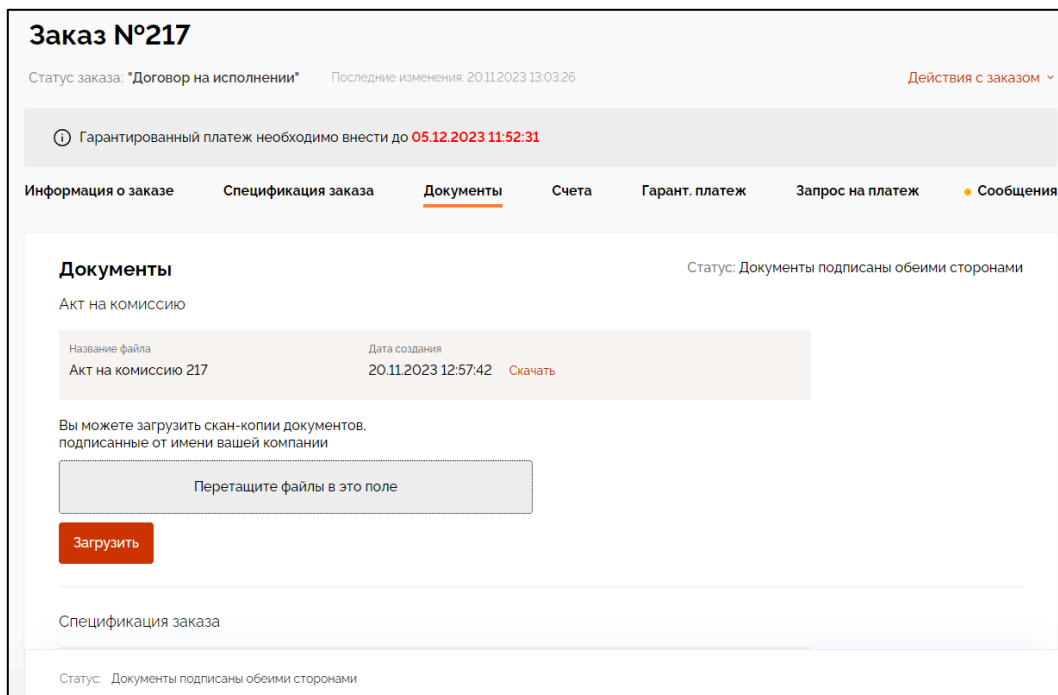 Заказ №217
Статус заказа: "Договор на исполнении" Последние изменения: 20.11.2023 13:03:26 Действия с заказом
Гарантированный платеж необходимо внести до 05.12.2023 11:52:31
Информация о заказе Спецификация заказа Документы Счета Гарант. платеж Запрос на платеж Сообщения
Документы Статус: Документы подписаны обеими сторонами
Акт на комиссию
Название файла Дата создания
Акт на комиссию 217 20.11.2023 12:57:42 Скачать
Вы можете загрузить скан-копии документов,
подписанные от имени вашей компании
Перетащите файлы в это поле
Загрузить
Спецификация заказа
Статус: Документы подписаны обеими сторонами